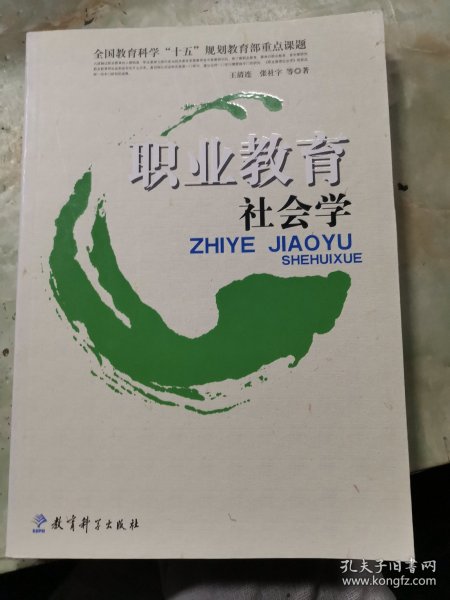 全国教育科学“十五”规划教育部重点课题
王清连 张社字 等◎著
职业教育
社会学
ZHIYE JIAOYU
SHEHUIXUE
教育科学出版社
孔夫子旧书网
www.kongfz.com